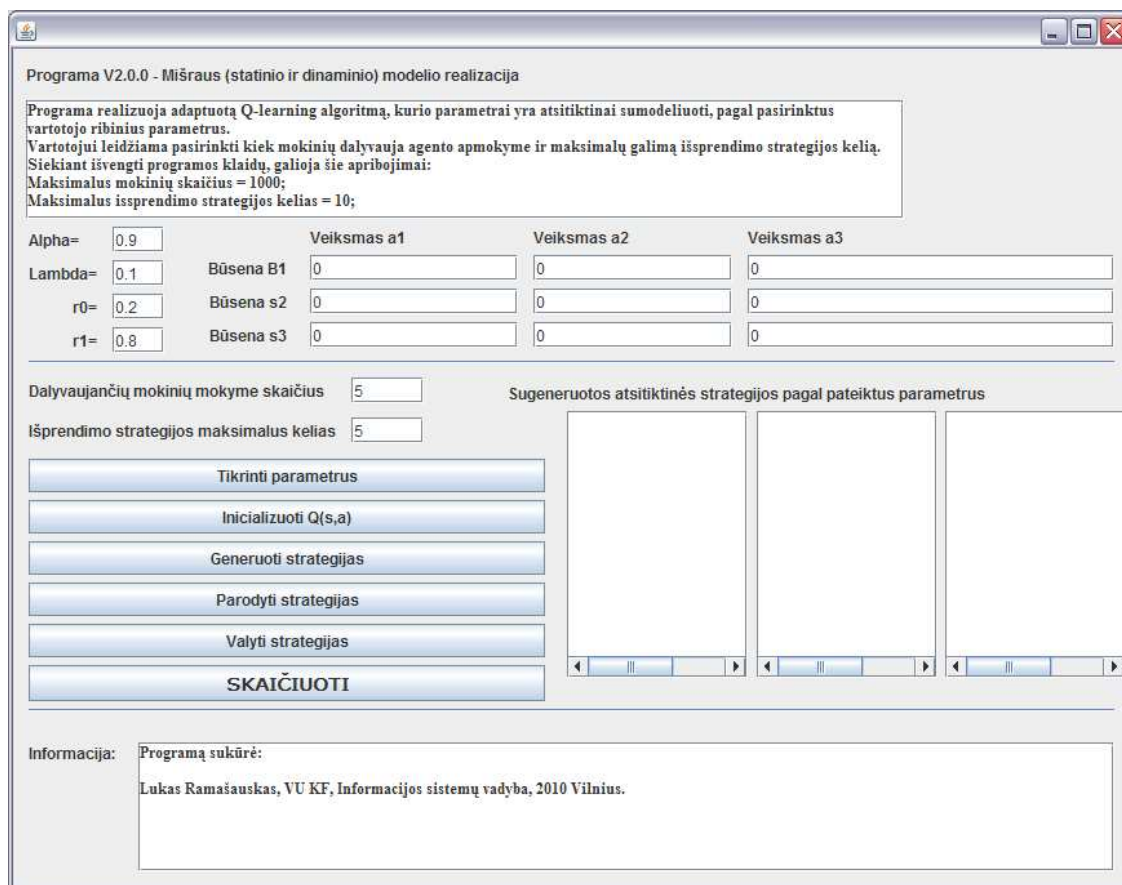 Programa V2.0.0 - Mišraus (statinio ir dinaminio) modelio realizacija
Programa realizuoja adaptuotą Q-learning algoritmą, kurio parametrai yra atsitiktinai sumodeliuoti, pagal pasirinktus
vartotojo ribinius parametrus.
Vartotojui leidžiama pasirinkti kiek mokinių dalyvauja agento apmokyme ir maksimalų galimą išsprendimo strategijos kelią.
Siekiant išvengti programos klaidų, galioja šie apribojimai:
Maksimalus mokinių skaičius = 1000;
Maksimalus issprendimo strategijos kelias = 10;
Alpha= 0.9 Veiksmas a1 Veiksmas a2 Veiksmas a3
Lambda= 0.1 Būsena B1 0 0 0
r0= 0.2 Būsena s2 0 0 0
r1= 0.8 Būsena s3 0 0 0
Dalyvaujančių mokinių mokyme skaičius 5
Sugeneruotos atsitiktinės strategijos pagal pateiktus parametrus
Išprendimo strategijos maksimalus kelias 5
Tikrinti parametrus
Inicializuoti Q(s,a)
Generuoti strategijas
Parodyti strategijas
Valyti strategijas
SKAIČIUOTI
Informacija: Programą sukūrė:
Lukas Ramašauskas, VU KF, Informacijos sistemų vadyba, 2010 Vilnius.